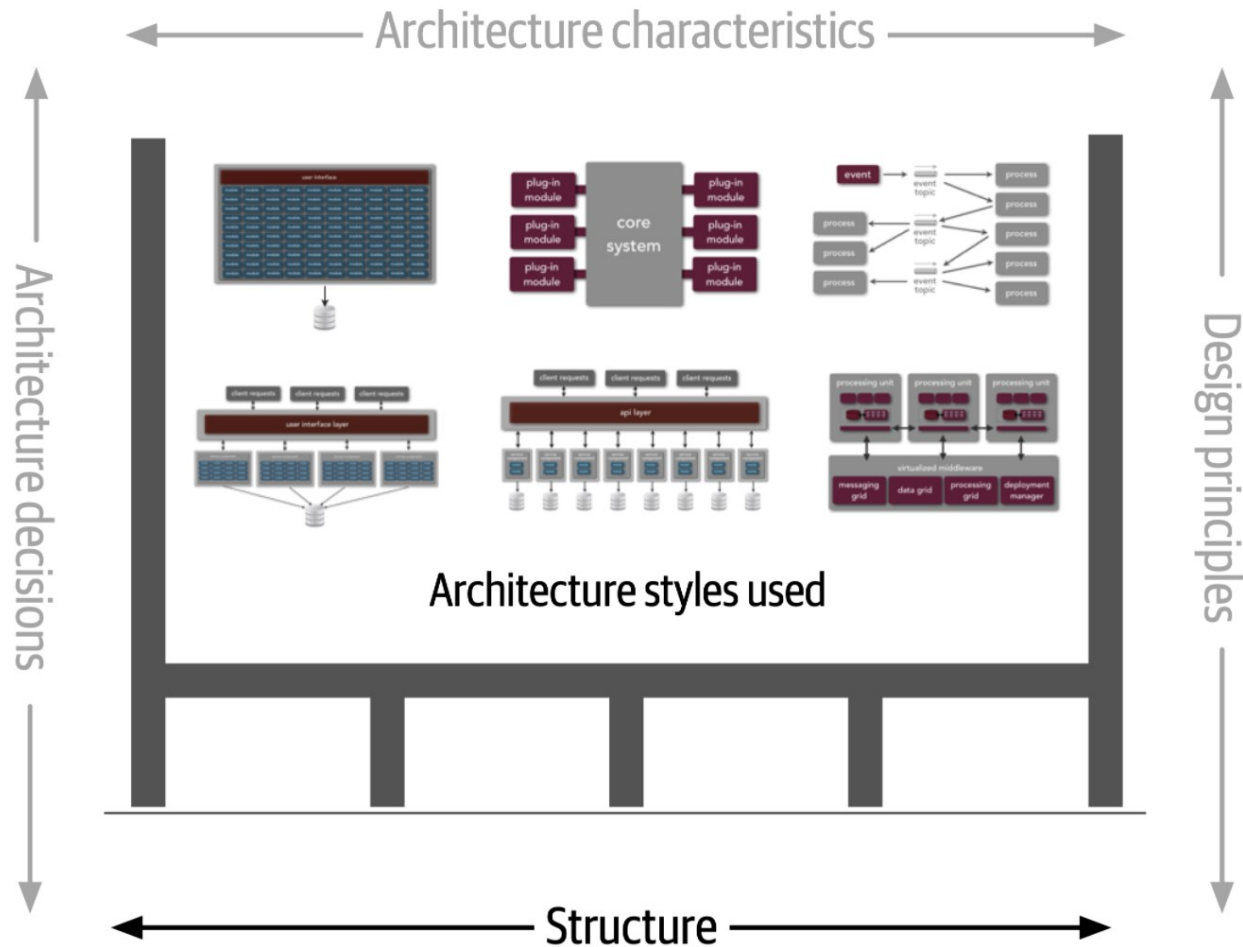 Architecture characteristics
Architecture decisions
Design principles
user interface
plug-in
module
plug-in
module
plug-in
module
core
system
plug-in
module
plug-in
module
plug-in
module
event
event
topic
process
process
process
event
topic
process
process
process
event
topic
process
process
client requests
client requests
client requests
user interface layer
client requests
client requests
client requests
api layer
processing unit
processing unit
processing unit
virtualized middleware
messaging
grid
data grid
processing
grid
deployment
manager
Architecture styles used
Structure